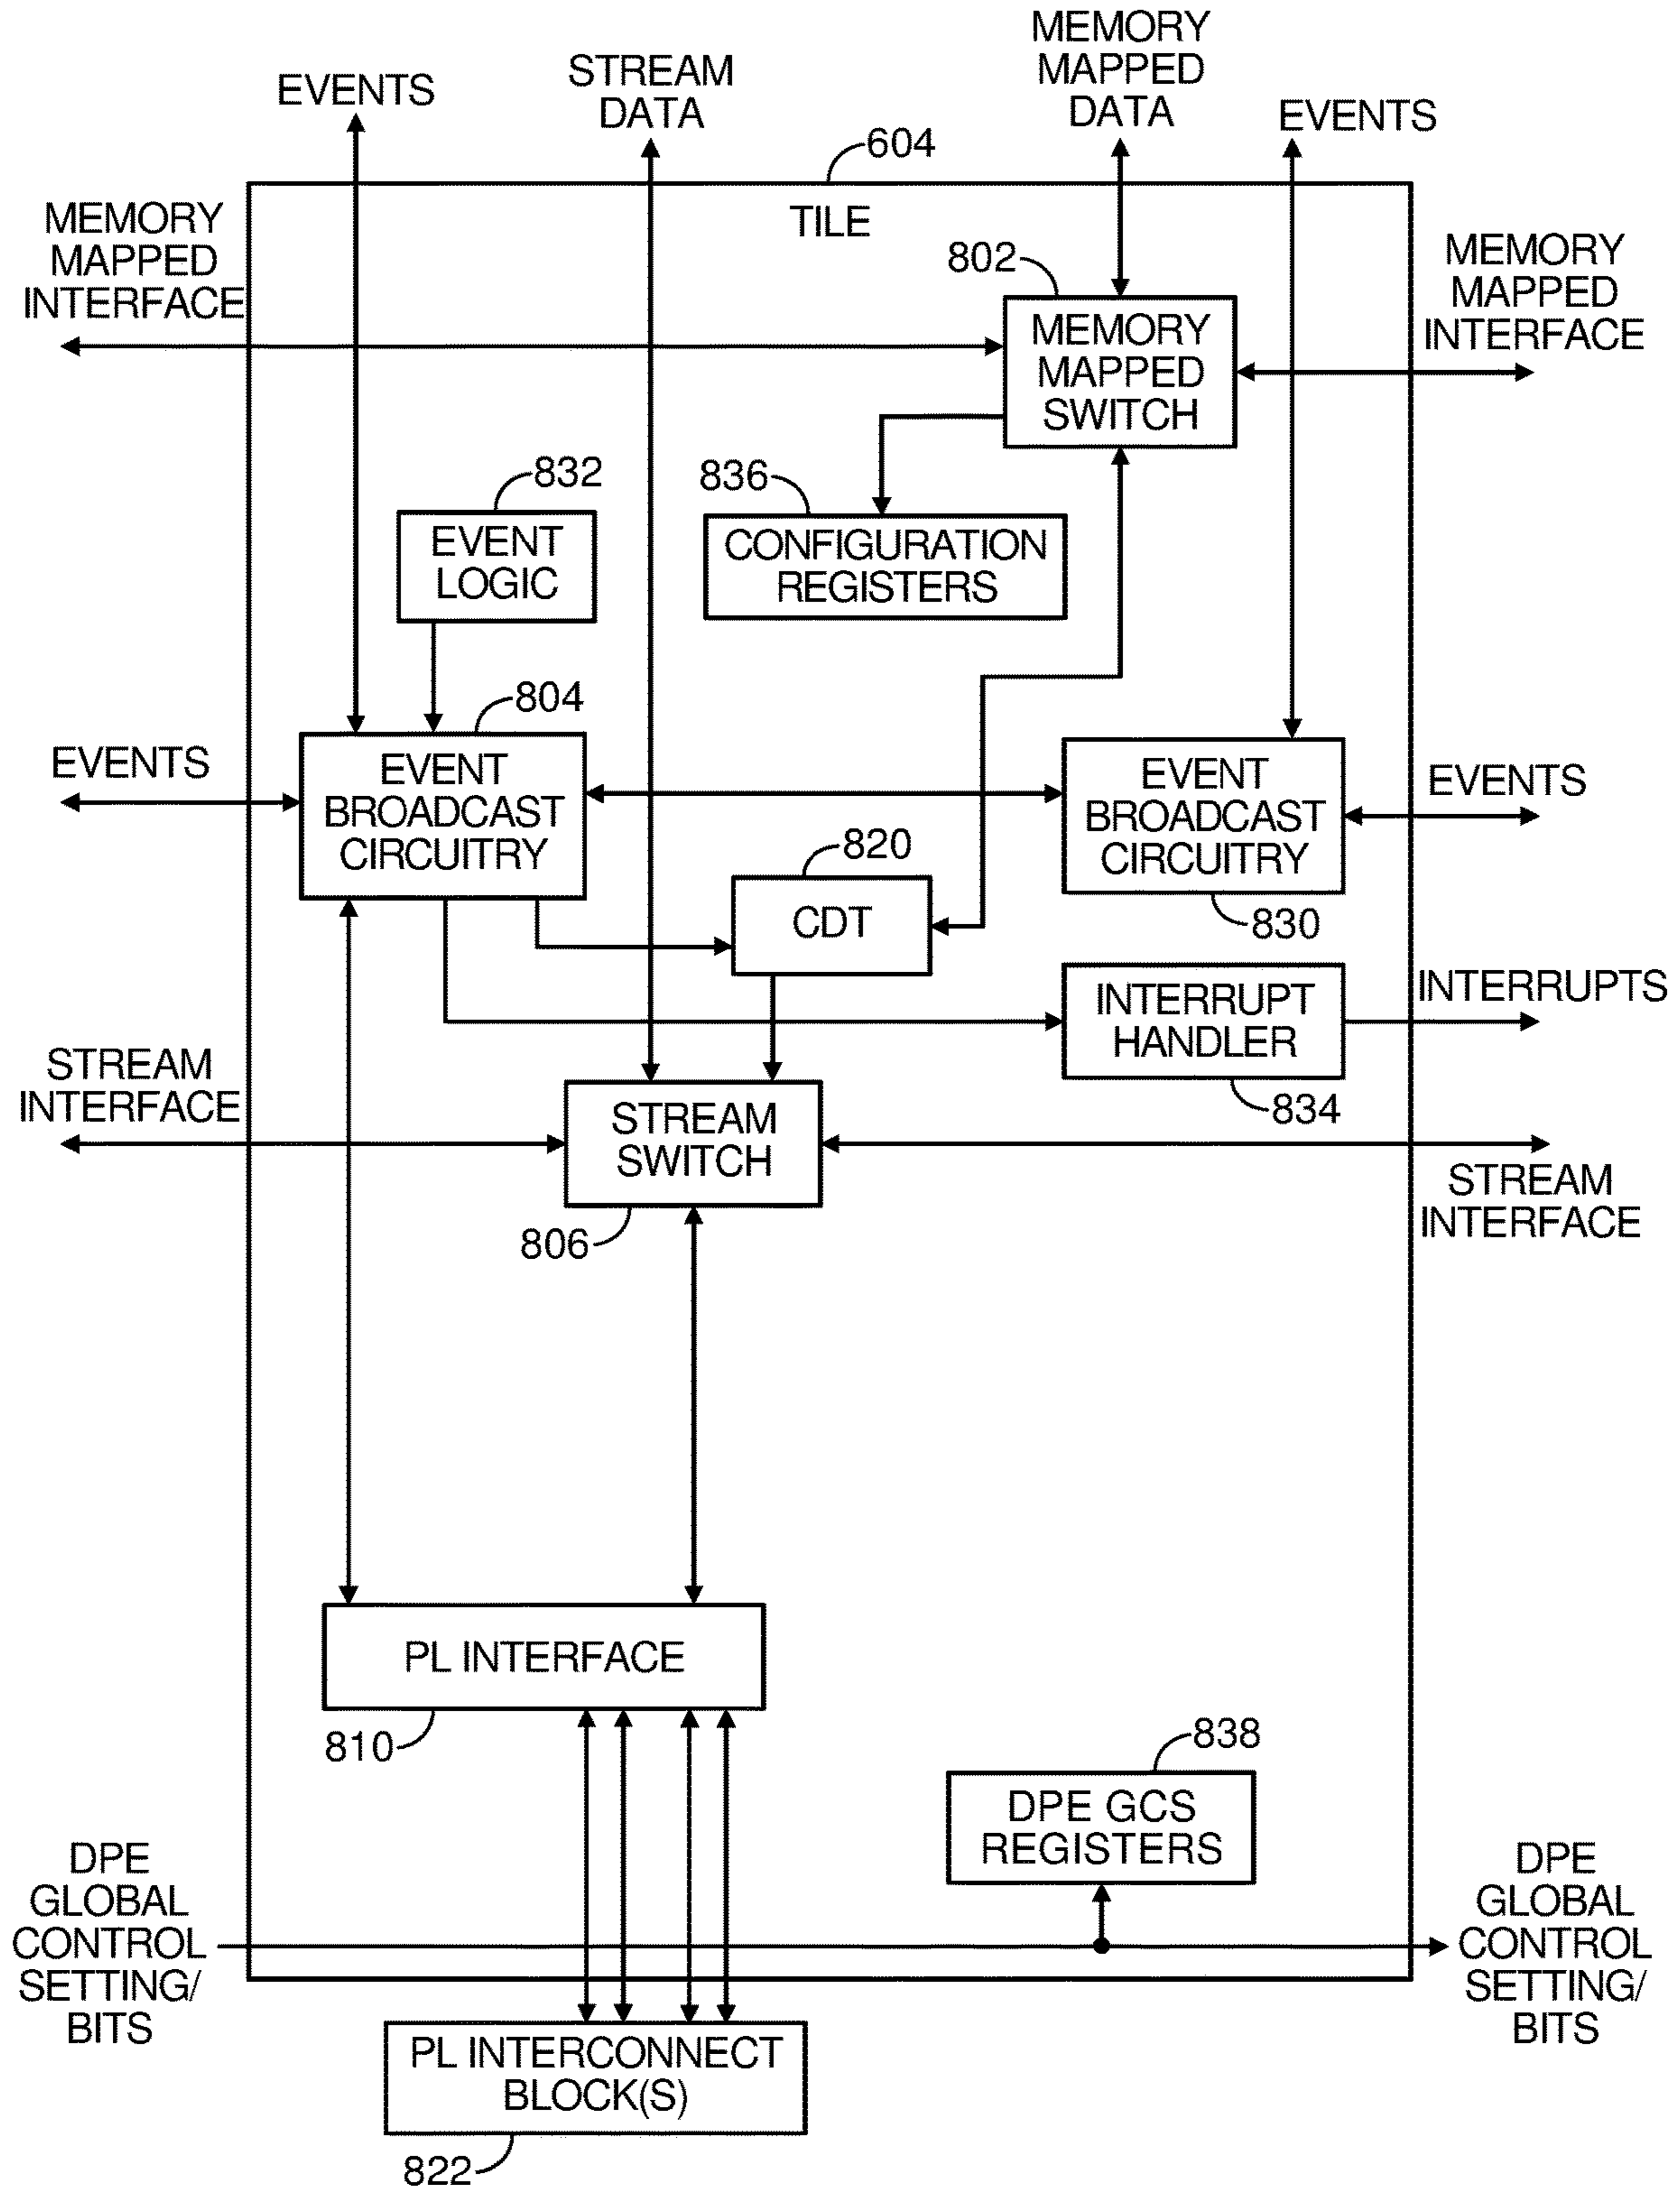 MEMORY
MAPPED
DATA
STREAM
DATA
EVENTS
EVENTS
604
TILE
MEMORY
MAPPED
INTERFACE
802
MEMORY
MAPPED
SWITCH
MEMORY
MAPPED
INTERFACE
832
EVENT
LOGIC
836
CONFIGURATION
REGISTERS
804
EVENTS
EVENT
BROADCAST
CIRCUITRY
EVENT
BROADCAST
CIRCUITRY
EVENTS
820
CDT
830
INTERRUPT
HANDLER
INTERRUPTS
834
STREAM
INTERFACE
STREAM
SWITCH
806
STREAM
INTERFACE
PL INTERFACE
810
838
DPE GCS
REGISTERS
DPE
GLOBAL
CONTROL
SETTING/
BITS
DPE
GLOBAL
CONTROL
SETTING/
BITS
PL INTERCONNECT
BLOCK(S)
822